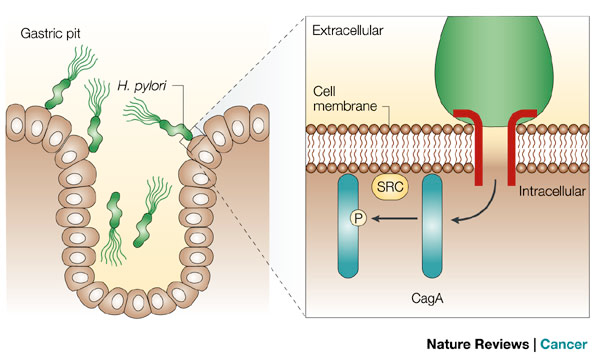 Gastric pit
H. pylori
Extracellular
Cell
membrane
SRC
Intracellular
P
CagA
Nature Reviews | Cancer